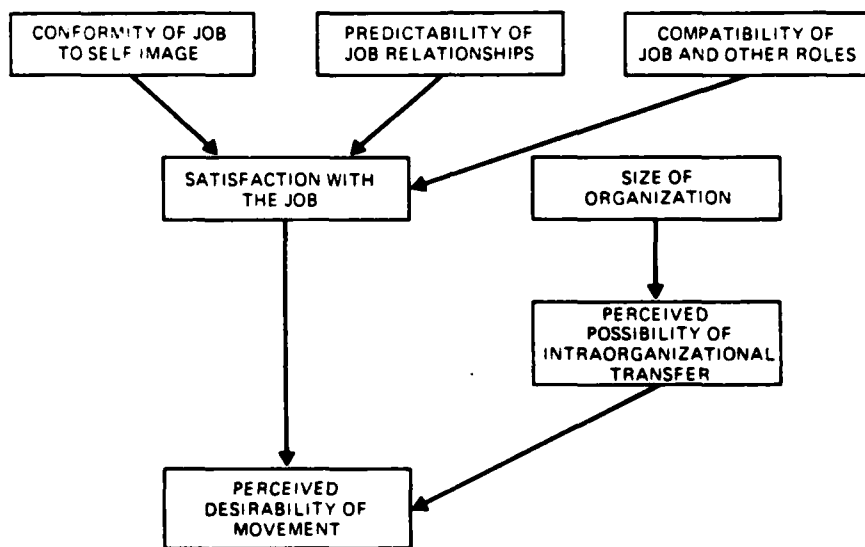 CONFORMITY OF JOB
TO SELF IMAGE
PREDICTABILITY OF
JOB RELATIONSHIPS
COMPATIBILITY OF
JOB AND OTHER ROLES
SATISFACTION WITH
THE JOB
SIZE OF
ORGANIZATION
PERCEIVED
POSSIBILITY OF
INTRAORGANIZATIONAL
TRANSFER
PERCEIVED
DESIRABILITY OF
MOVEMENT